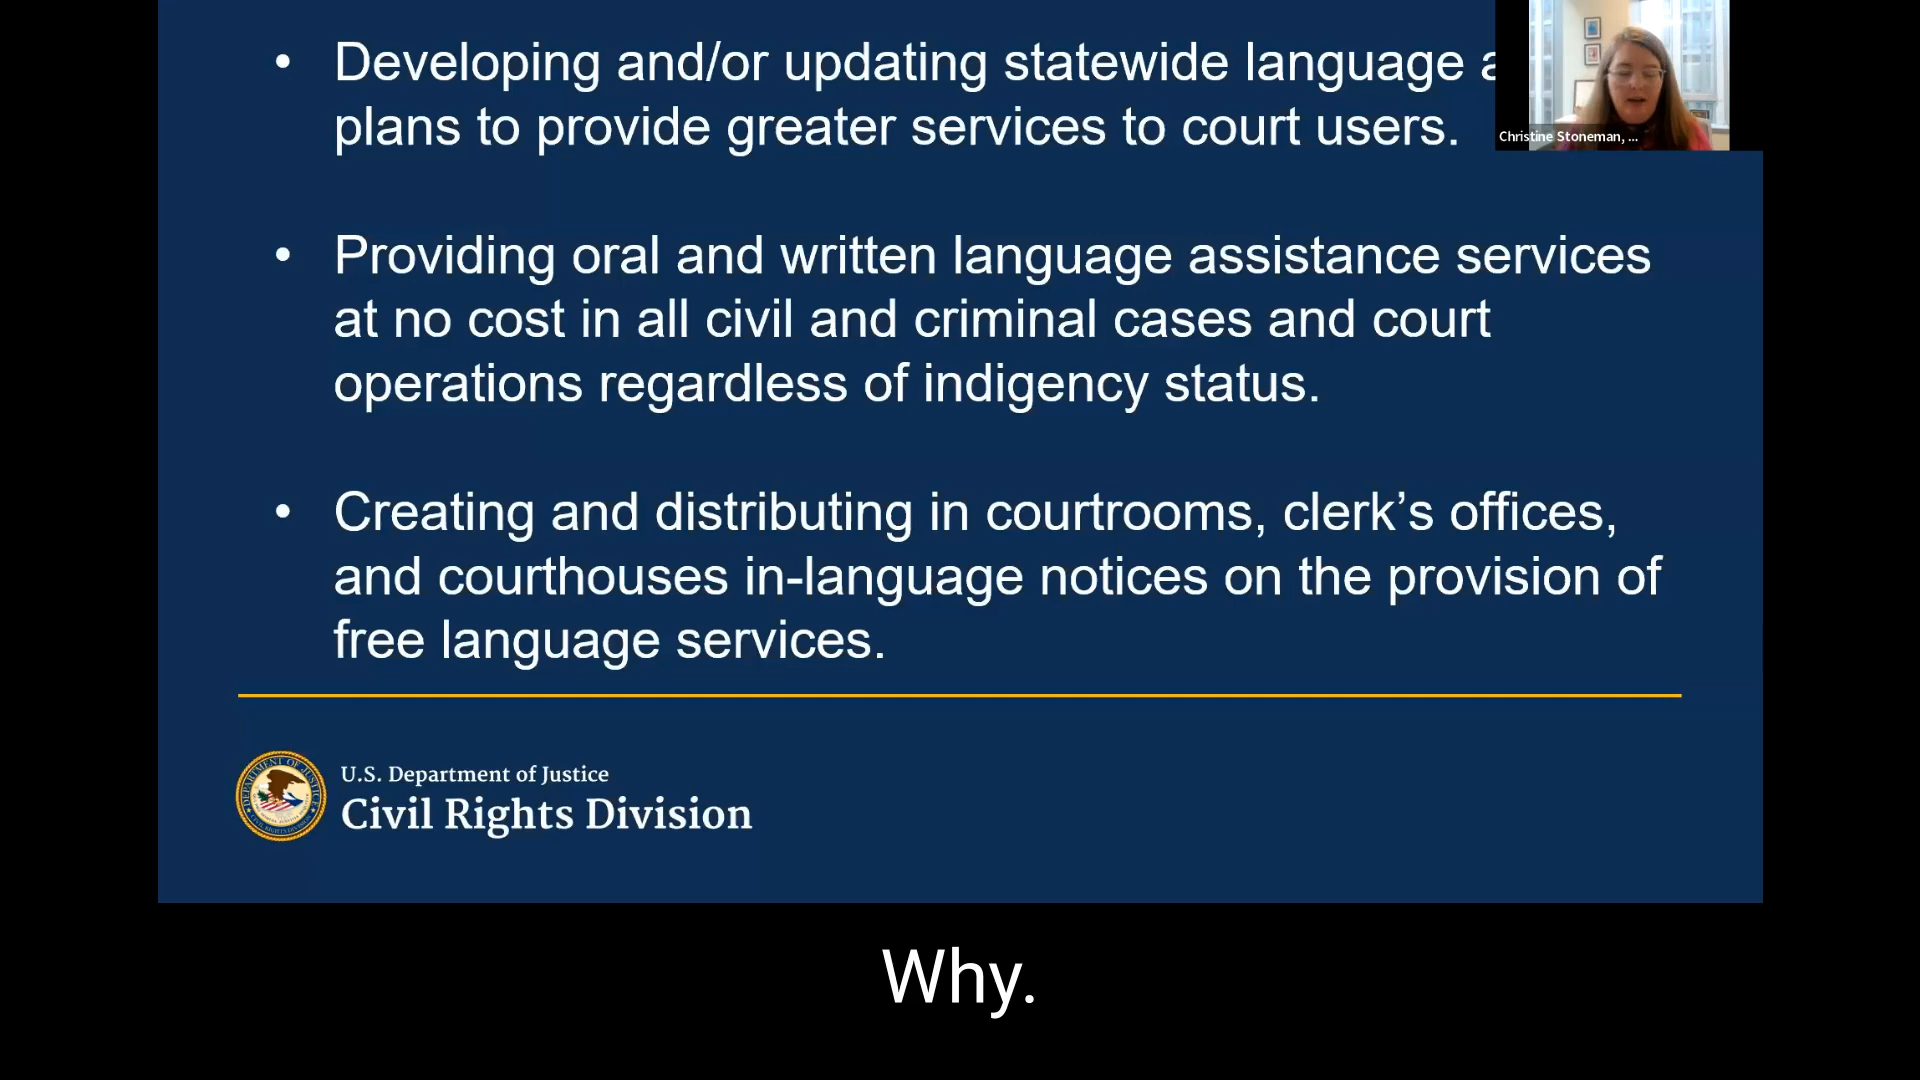 • Developing and/or updating statewide language a
plans to provide greater services to court users.
Christine Stoneman, ...
• Providing oral and written language assistance services
at no cost in all civil and criminal cases and court
operations regardless of indigency status.
• Creating and distributing in courtrooms, clerk’s offices,
and courthouses in-language notices on the provision of
free language services.
U.S. Department of Justice
Civil Rights Division
Why.